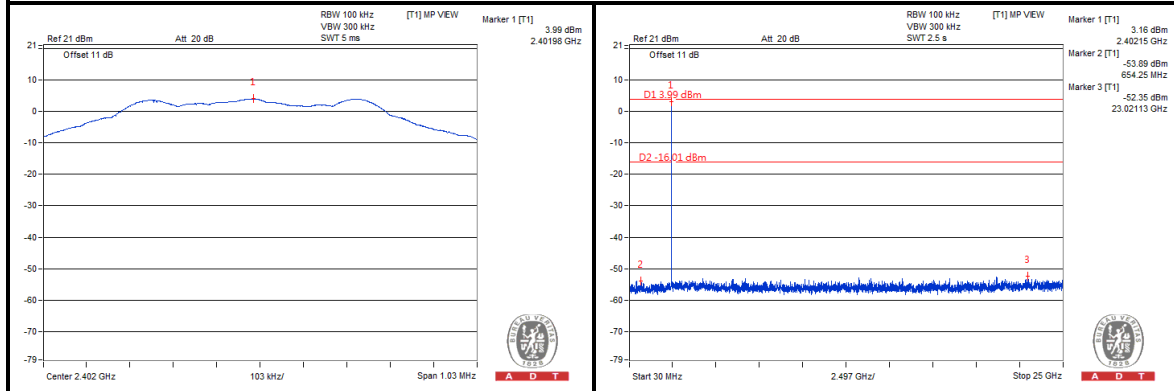 RBW 100 kHz [T1] MP VIEW
VBW 300 kHz
Ref 21 dBm Att 20 dB SWT 5 ms
Marker 1 [T1]
3.99 dBm
2.40198 GHz
21
Offset 11 dB
10
0
-10
-20
-30
-40
-50
-60
-70
-79
1
Center 2.402 GHz 103 kHz/ Span 1.03 MHz
BUREAU VERITAS
1828
A D T
RBW 100 kHz [T1] MP VIEW
VBW 300 kHz
Ref 21 dBm Att 20 dB SWT 2.5 s
Marker 1 [T1]
3.16 dBm
2.40215 GHz
Marker 2 [T1]
-53.89 dBm
654.25 MHz
Marker 3 [T1]
-52.35 dBm
23.02113 GHz
21
Offset 11 dB
10
0
-10
-20
-30
-40
-50
-60
-70
-79
1
D1 3.99 dBm
D2 -16.01 dBm
2
3
Start 30 MHz 2.497 GHz/ Stop 25 GHz
BUREAU VERITAS
1828
A D T